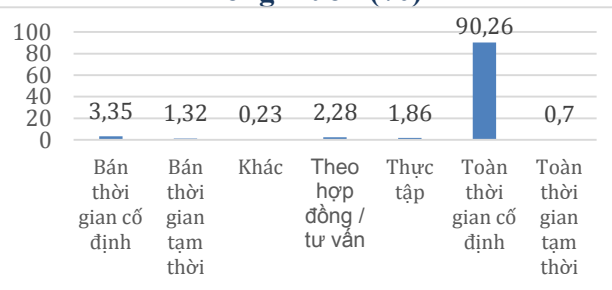 100
80
60
40
20
0
3,35
1,32
0,23
2,28
1,86
90,26
0,7
Bán
thời
gian cố
định
Bán
thời
gian
tạm
thời
Khác
Theo
hợp
đồng /
tư vấn
Thực
tập
Toàn
thời
gian cố
định
Toàn
thời
gian
tạm
thời